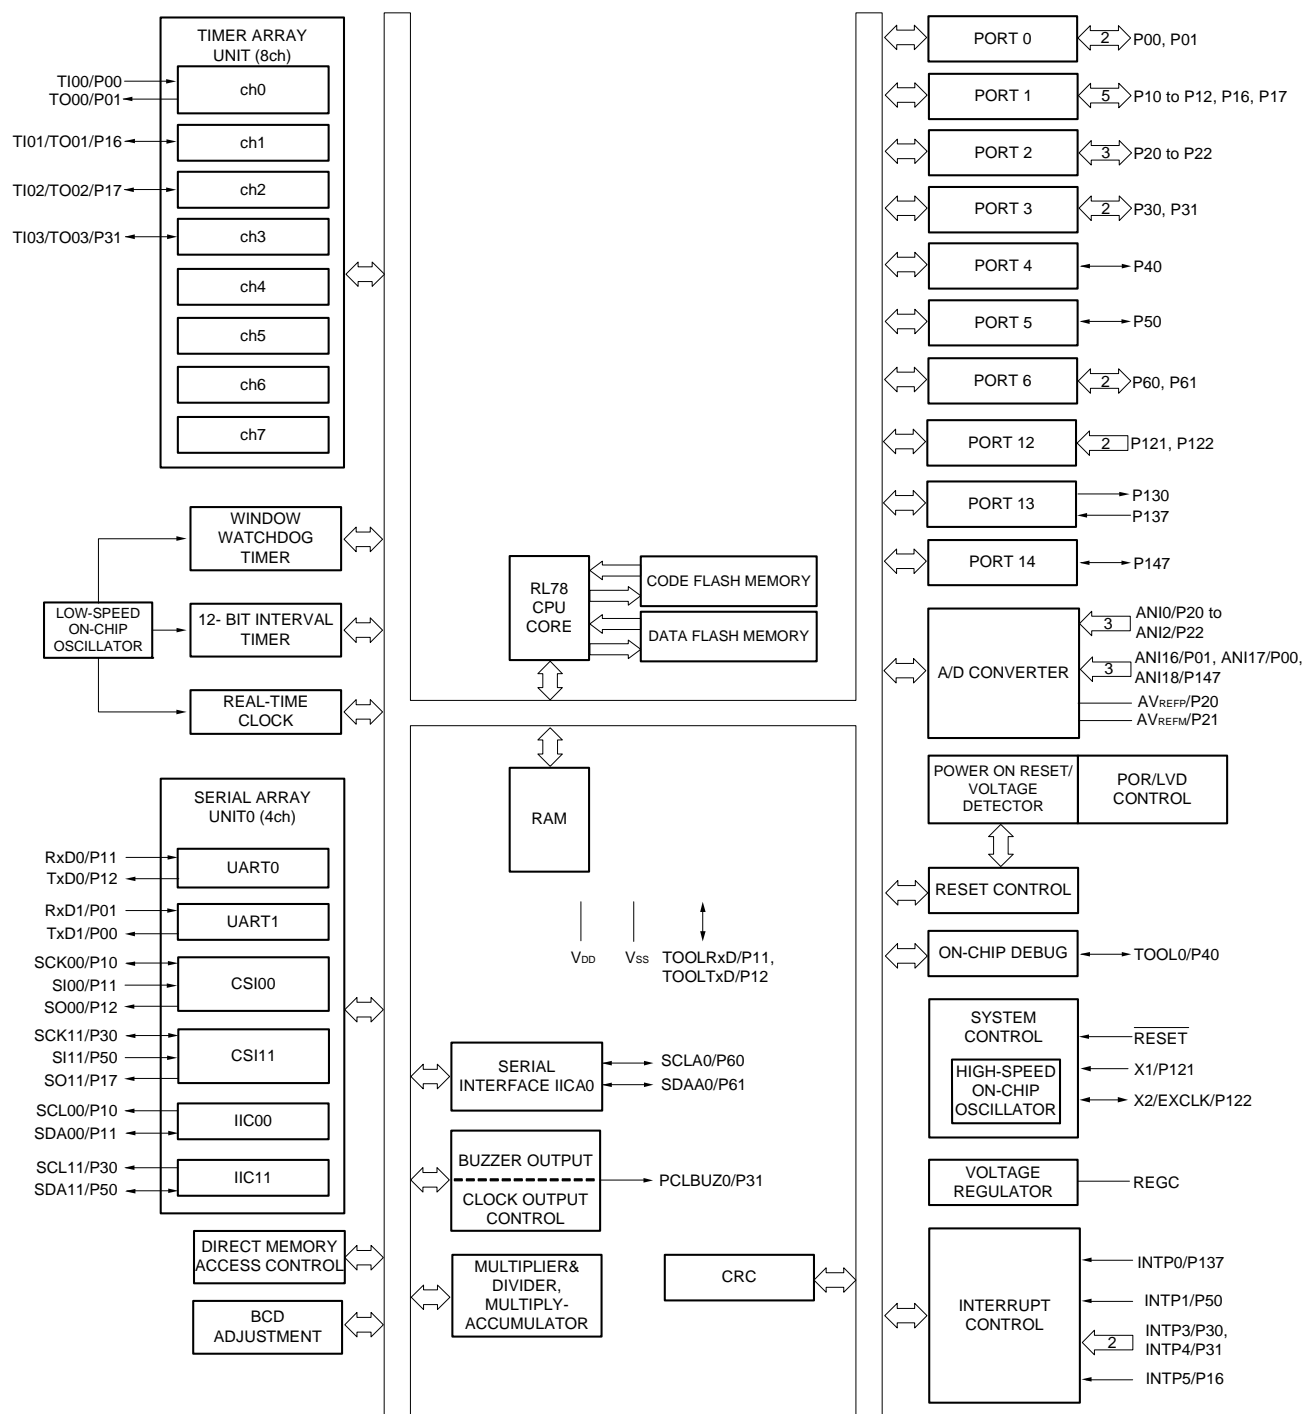 TIMER ARRAY
UNIT (8ch)
TI00/P00
TO00/P01
ch0
TI01/TO01/P16
ch1
TI02/TO02/P17
ch2
TI03/TO03/P31
ch3
ch4
ch5
ch6
ch7
WINDOW
WATCHDOG
TIMER
LOW-SPEED
ON-CHIP
OSCILLATOR
12- BIT INTERVAL
TIMER
REAL-TIME
CLOCK
SERIAL ARRAY
UNIT0 (4ch)
RxD0/P11
TxD0/P12
UART0
RxD1/P01
TxD1/P00
UART1
SCK00/P10
SI00/P11
SO00/P12
CSI00
SCK11/P30
SI11/P50
SO11/P17
CSI11
SCL00/P10
SDA00/P11
IIC00
SCL11/P30
SDA11/P50
IIC11
DIRECT MEMORY
ACCESS CONTROL
BCD
ADJUSTMENT
RL78
CPU
CORE
CODE FLASH MEMORY
DATA FLASH MEMORY
RAM
VDD
VSS
TOOLRxD/P11,
TOOLTxD/P12
SERIAL
INTERFACE IICA0
SCLA0/P60
SDAA0/P61
BUZZER OUTPUT
CLOCK OUTPUT
CONTROL
PCLBUZ0/P31
MULTIPLIER&
DIVIDER,
MULTIPLY-
ACCUMULATOR
CRC
PORT 0
2
P00, P01
PORT 1
5
P10 to P12, P16, P17
PORT 2
3
P20 to P22
PORT 3
2
P30, P31
PORT 4
P40
PORT 5
P50
PORT 6
2
P60, P61
PORT 12
2
P121, P122
PORT 13
P130
P137
PORT 14
P147
A/D CONVERTER
3
ANI0/P20 to
ANI2/P22
3
ANI16/P01, ANI17/P00,
ANI18/P147
AVREFP/P20
AVREFM/P21
POWER ON RESET/
VOLTAGE
DETECTOR
POR/LVD
CONTROL
RESET CONTROL
ON-CHIP DEBUG
TOOL0/P40
SYSTEM
CONTROL
HIGH-SPEED
ON-CHIP
OSCILLATOR
RESET
X1/P121
X2/EXCLK/P122
VOLTAGE
REGULATOR
REGC
INTERRUPT
CONTROL
INTP0/P137
INTP1/P50
2
INTP3/P30,
INTP4/P31
INTP5/P16